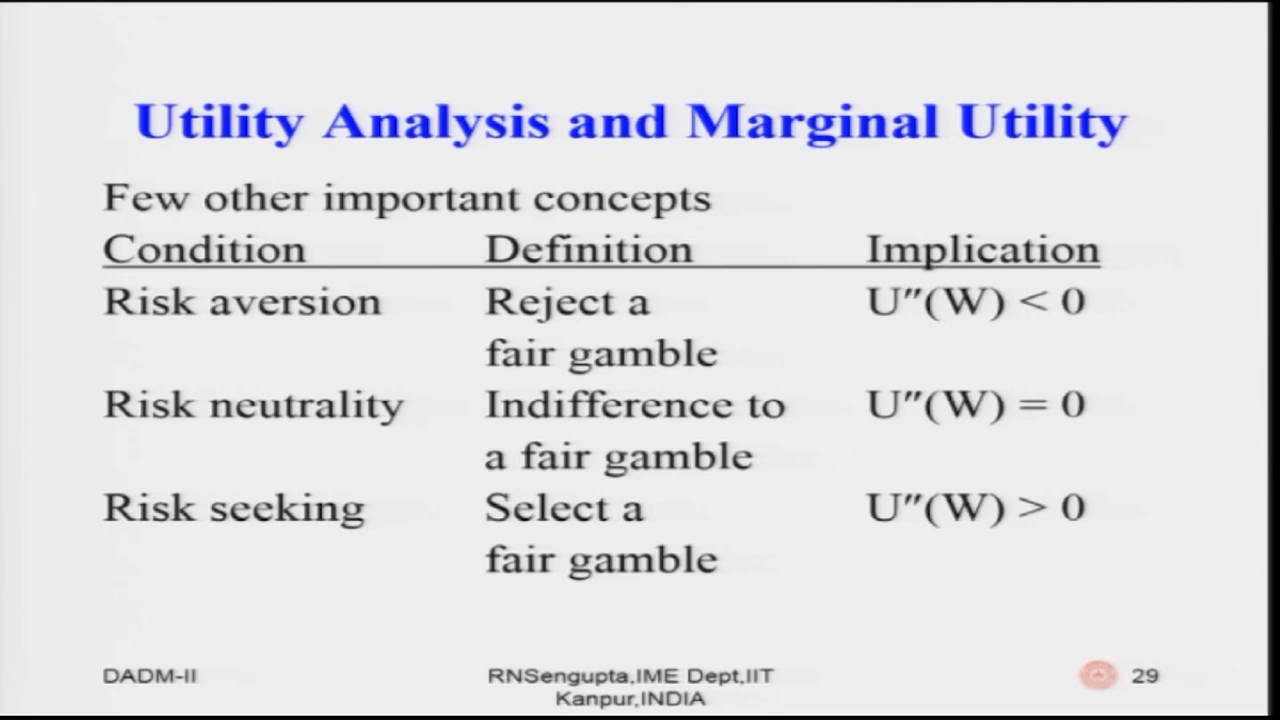 Utility Analysis and Marginal Utility
Few other important concepts
Condition Definition Implication
Risk aversion Reject a U″(W) < 0
fair gamble
Risk neutrality Indifference to U″(W) = 0
a fair gamble
Risk seeking Select a U″(W) > 0
fair gamble
DADM-II RNSengupta,IME Dept,IIT 29
Kanpur,INDIA